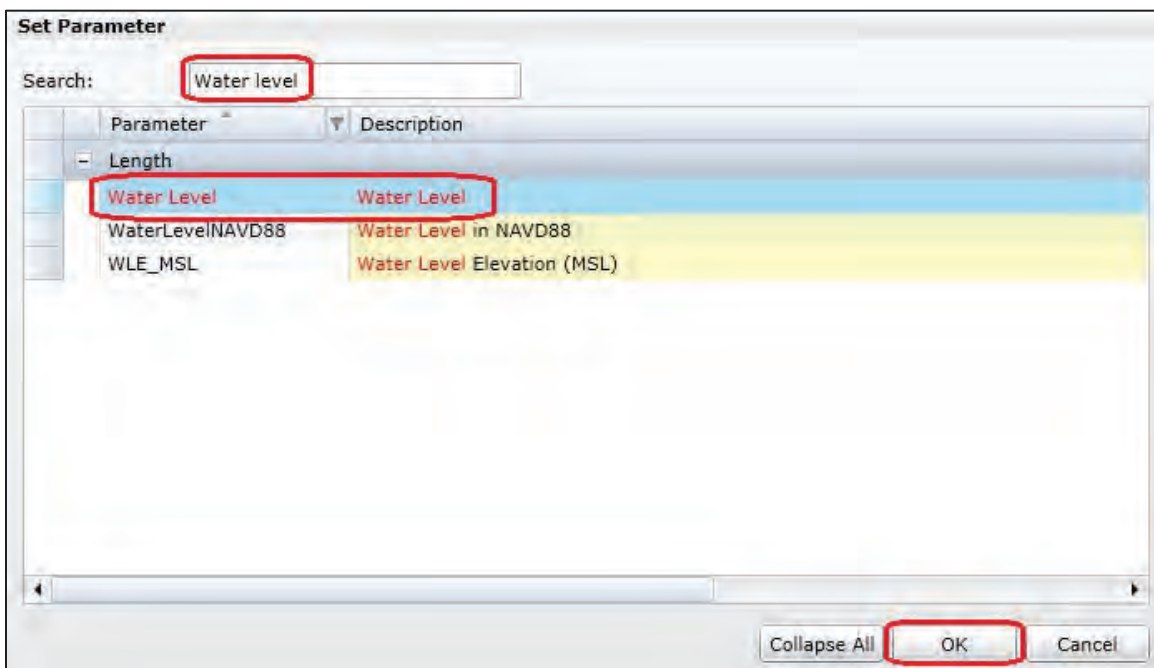 Set Parameter
Search: Water level
Parameter Description
Length
Water Level Water Level
WaterLevelNAVD88 Water Level in NAVD88
WLE_MSL Water Level Elevation (MSL)
Collapse All OK Cancel